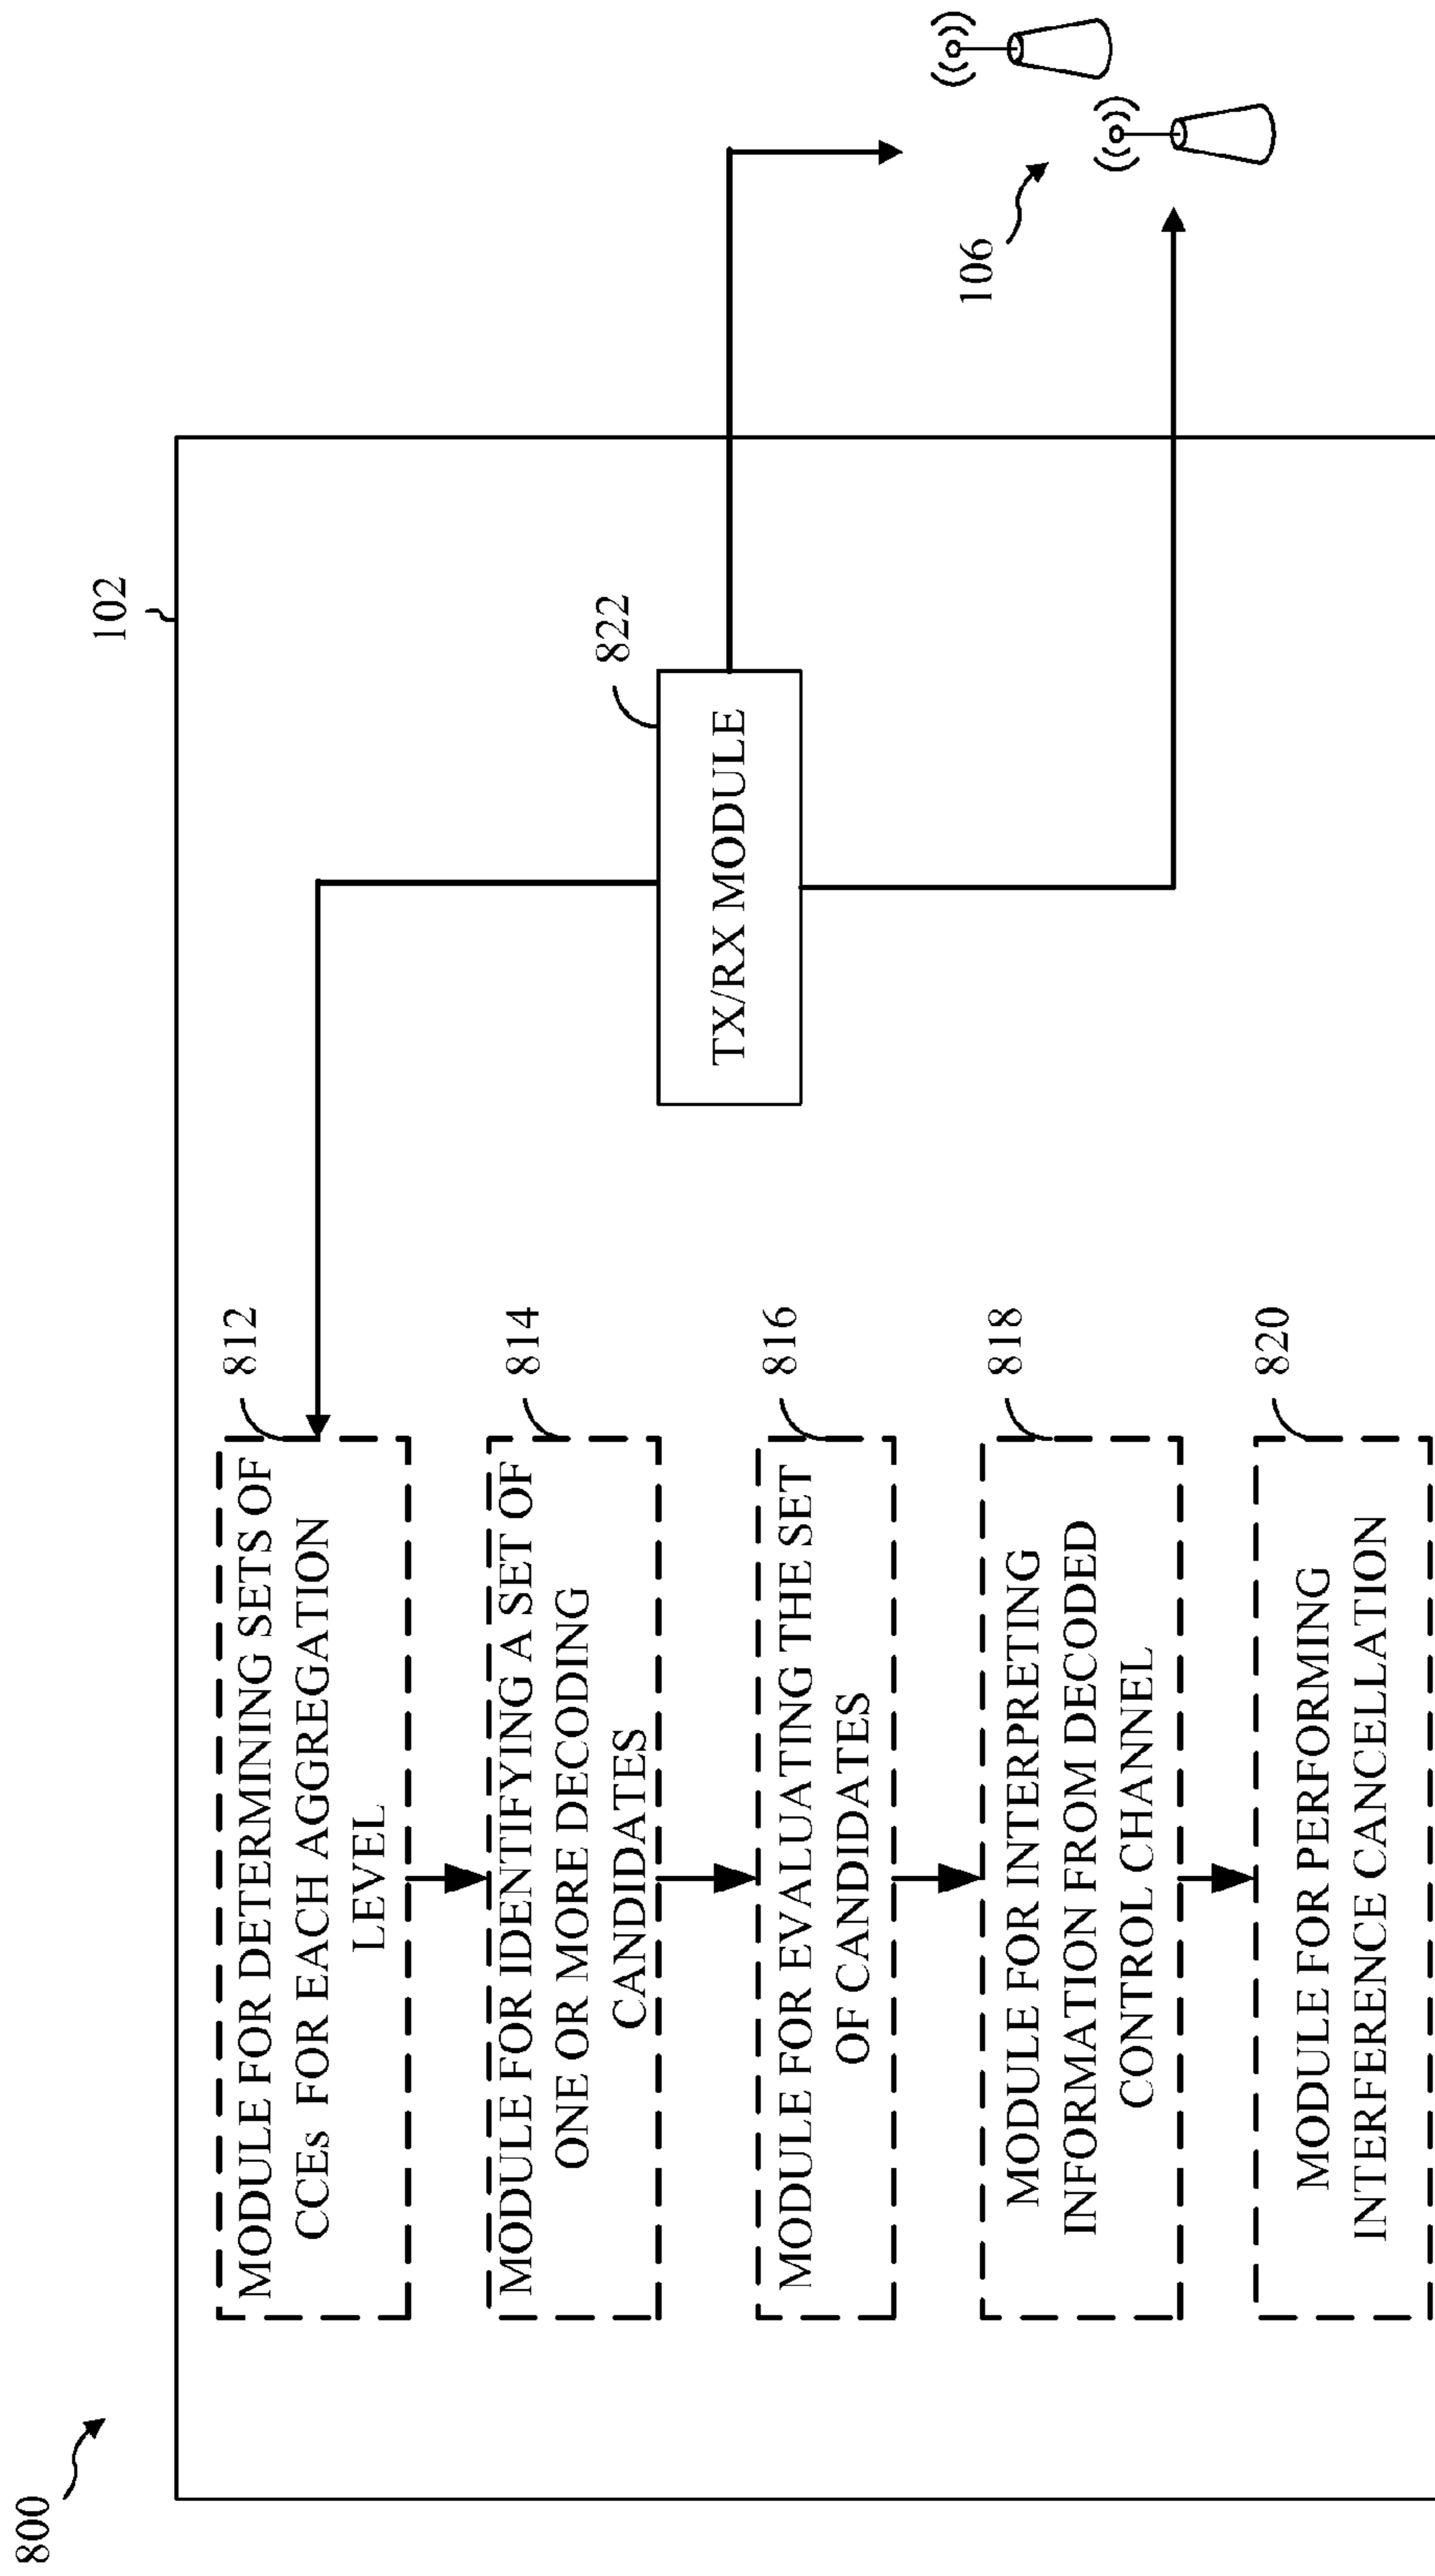 800
102
812
MODULE FOR DETERMINING SETS OF
CCEs FOR EACH AGGREGATION
LEVEL
814
MODULE FOR IDENTIFYING A SET OF
ONE OR MORE DECODING
CANDIDATES
816
MODULE FOR EVALUATING THE SET
OF CANDIDATES
818
MODULE FOR INTERPRETING
INFORMATION FROM DECODED
CONTROL CHANNEL
820
MODULE FOR PERFORMING
INTERFERENCE CANCELLATION
822
TX/RX MODULE
106